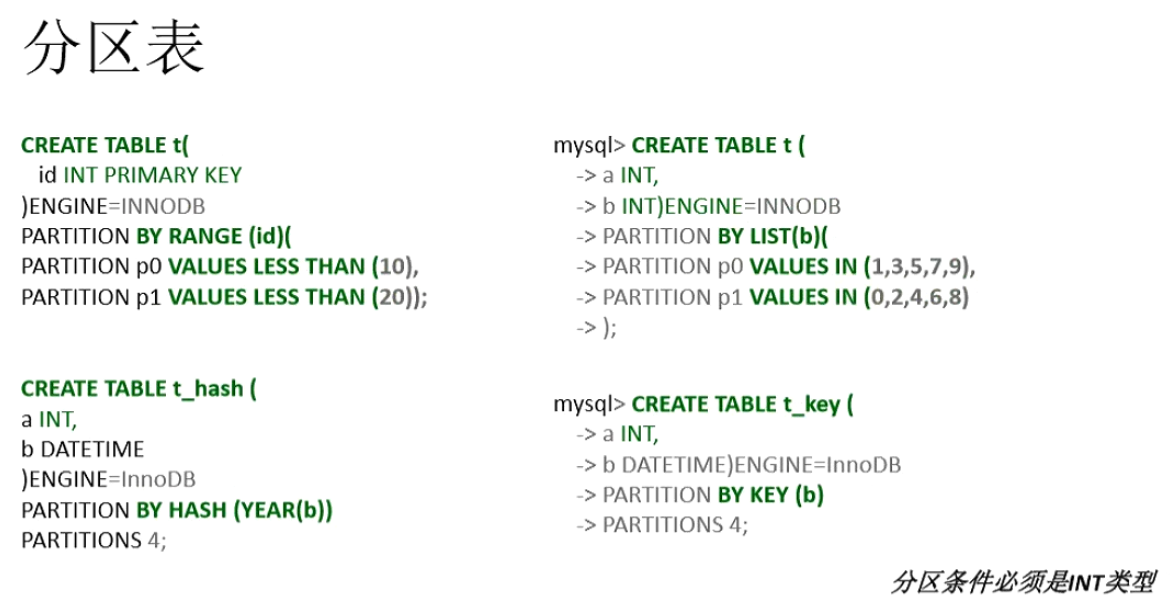 分区表
CREATE TABLE t(
id INT PRIMARY KEY
)ENGINE=INNODB
PARTITION BY RANGE (id)(
PARTITION p0 VALUES LESS THAN (10),
PARTITION p1 VALUES LESS THAN (20));
mysql> CREATE TABLE t (
-> a INT,
-> b INT)ENGINE=INNODB
-> PARTITION BY LIST(b)(
-> PARTITION p0 VALUES IN (1,3,5,7,9),
-> PARTITION p1 VALUES IN (0,2,4,6,8)
-> );
CREATE TABLE t_hash (
a INT,
b DATETIME
)ENGINE=InnoDB
PARTITION BY HASH (YEAR(b))
PARTITIONS 4;
mysql> CREATE TABLE t_key (
-> a INT,
-> b DATETIME)ENGINE=InnoDB
-> PARTITION BY KEY (b)
-> PARTITIONS 4;
分区条件必须是INT类型